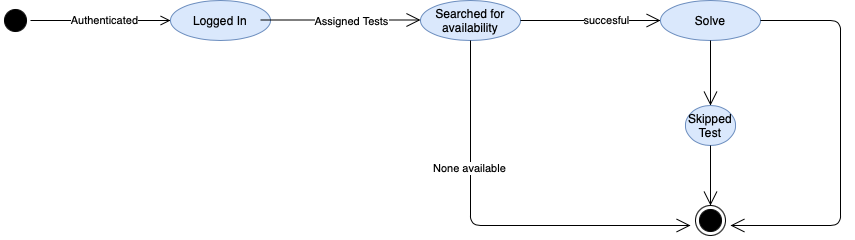 Authenticated
Logged In
Assigned Tests
Searched for
availability
succesful
Solve
Skipped
Test
None available